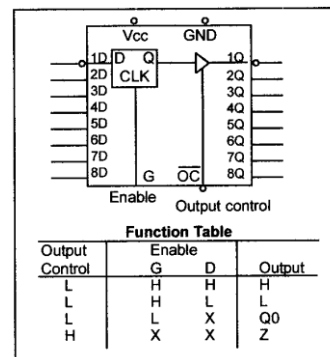 Vcc GND
1D D Q 1Q
2D CLK 2Q
3D 3Q
4D 4Q
5D 5Q
6D 6Q
7D 7Q
8D G OC 8Q
Enable Output control
Function Table
Output Enable
Control G D Output
L H H H
L H L L
L L X Q0
H X X Z